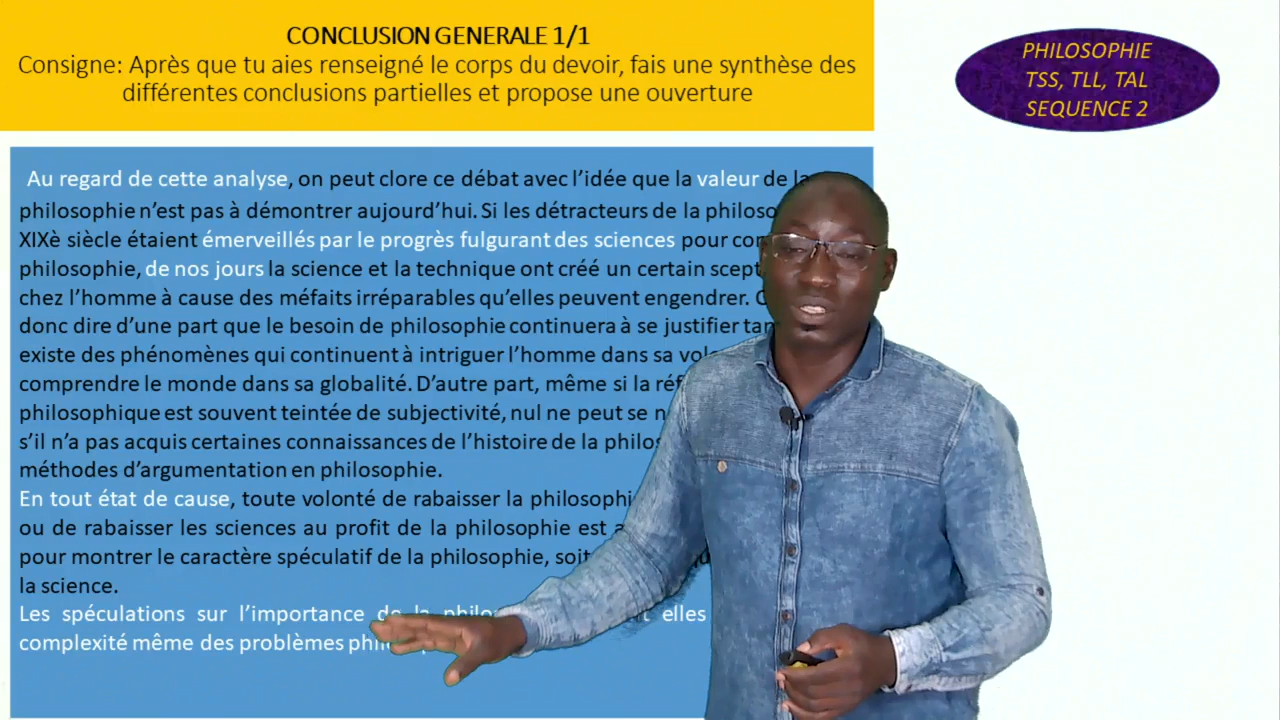 CONCLUSION GENERALE 1/1
Consigne: Après que tu aies renseigné le corps du devoir, fais une synthèse des
différentes conclusions partielles et propose une ouverture
PHILOSOPHIE
TSS, TLL, TAL
SEQUENCE 2
Au regard de cette analyse, on peut clore ce débat avec l'idée que la valeur de la
philosophie n'est pas à démontrer aujourd'hui. Si les détracteurs de la
XIXè siècle étaient émerveillés par le progrès fulgurant des sciences pour
philosophie, de nos jours la science et la technique ont créé un certain
chez l'homme à cause des méfaits irréparables qu'elles peuvent engendrer.
donc dire d'une part que le besoin de philosophie continuera à se justifier
existe des phénomènes qui continuent à intriguer l'homme dans sa
comprendre le monde dans sa globalité. D'autre part, même si la
philosophique est souvent teintée de subjectivité, nul ne peut se
s'il n'a pas acquis certaines connaissances de l'histoire de la
méthodes d'argumentation en philosophie.
En tout état de cause, toute volonté de rabaisser la
ou de rabaisser les sciences au profit de la philosophie est
pour montrer le caractère spéculatif de la philosophie, soit
la science.
Les spéculations sur l'importance de la elles
complexité même des problèmes